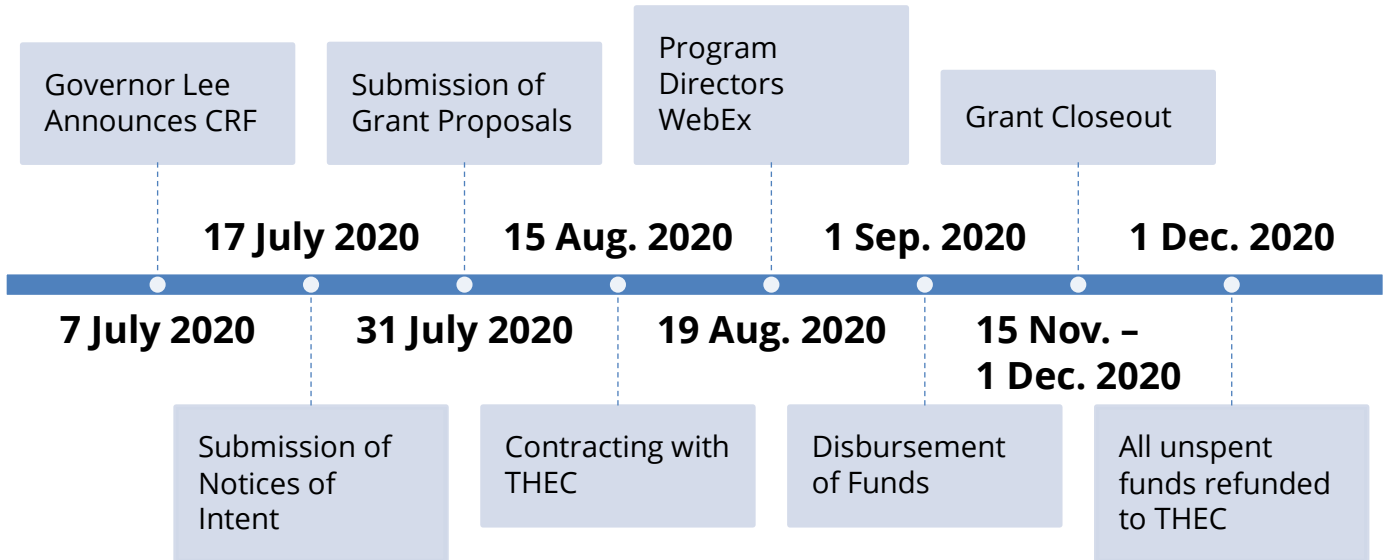 Governor Lee
Announces CRF
Submission of
Grant Proposals
Program
Directors
WebEx
Grant Closeout
17 July 2020
15 Aug. 2020
1 Sep. 2020
1 Dec. 2020
7 July 2020
31 July 2020
19 Aug. 2020
15 Nov. –
1 Dec. 2020
Submission of
Notices of
Intent
Contracting with
THEC
Disbursement
of Funds
All unspent
funds refunded
to THEC